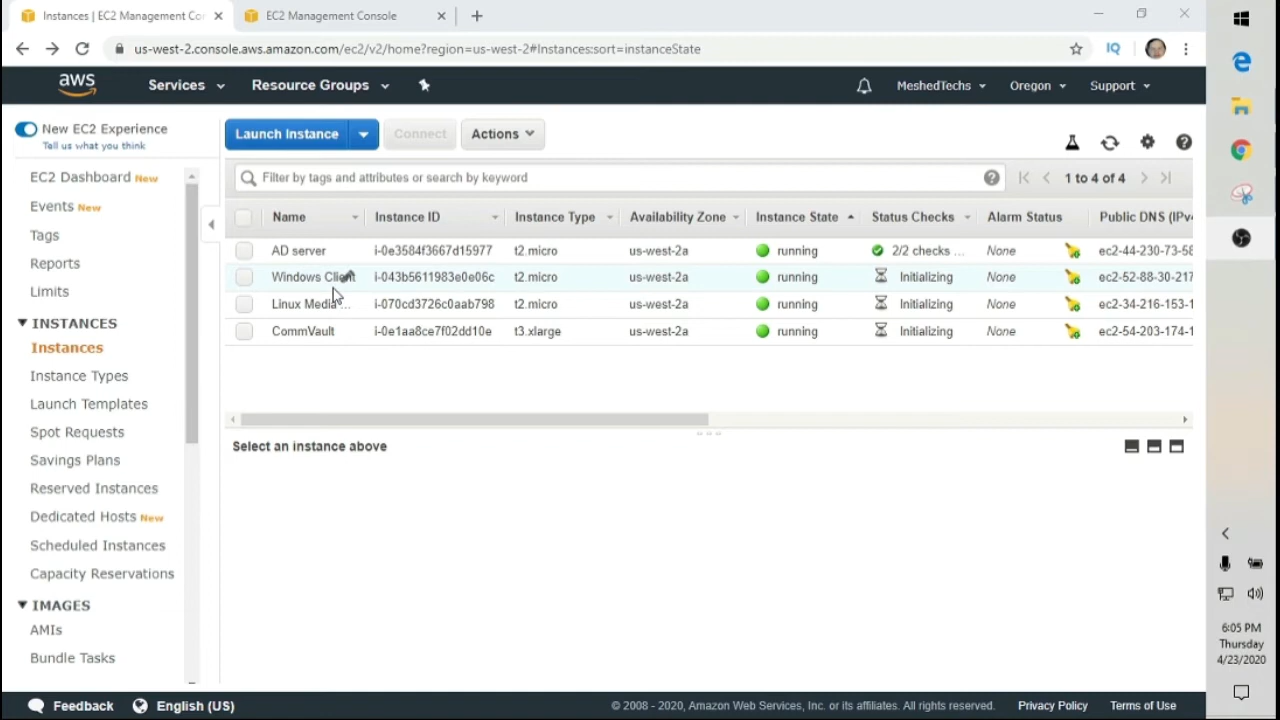 Instances | EC2 Management Cor
EC2 Management Console
us-west-2.console.aws.amazon.com/ec2/v2/home?region=us-west-2#Instances:sort=instanceState
IQ
aws
Services
Resource Groups
MeshedTechs
Oregon
Support
New EC2 Experience
Tell us what you think
EC2 Dashboard New
Events New
Tags
Reports
Limits
INSTANCES
Instances
Instance Types
Launch Templates
Spot Requests
Savings Plans
Reserved Instances
Dedicated Hosts New
Scheduled Instances
Capacity Reservations
IMAGES
AMIs
Bundle Tasks
Launch Instance
Connect
Actions
Filter by tags and attributes or search by keyword
1 to 4 of 4
Name Instance ID Instance Type Availability Zone Instance State Status Checks Alarm Status Public DNS (IPv
AD server i-0e3584f3667d15977 t2.micro us-west-2a running 2/2 checks ... None ec2-44-230-73-58
Windows Client i-043b5611983e0e06c t2.micro us-west-2a running Initializing None ec2-52-88-30-217
Linux Media ... i-070cd3726c0aab798 t2.micro us-west-2a running Initializing None ec2-34-216-153-1
CommVault i-0e1aa8ce7f02dd10e t3.xlarge us-west-2a running Initializing None ec2-54-203-174-1
Select an instance above
6:05 PM
Thursday
4/23/2020
Feedback
English (US)
© 2008 - 2020, Amazon Web Services, Inc. or its affiliates. All rights reserved.
Privacy Policy
Terms of Use